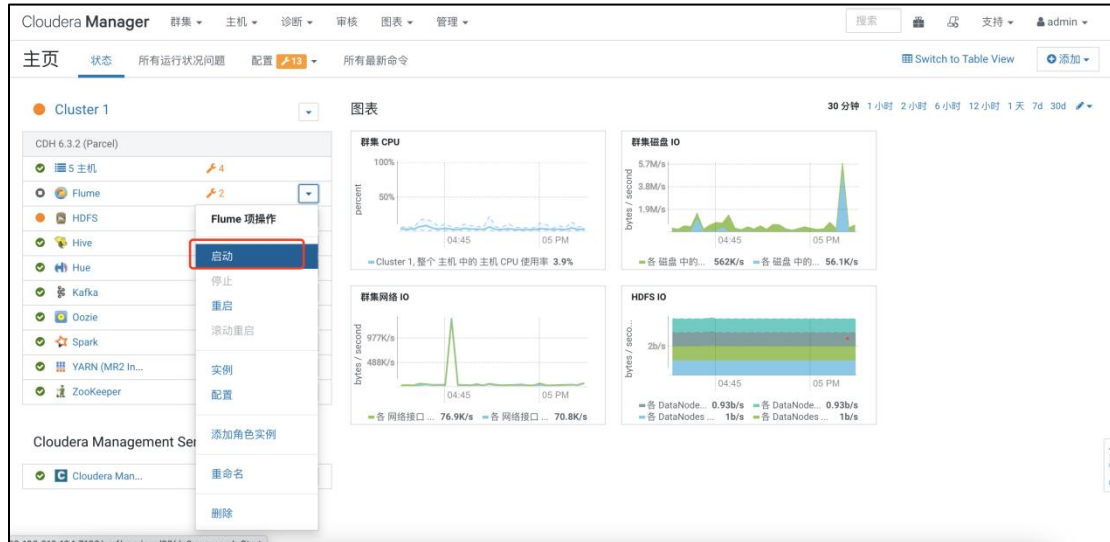 Cloudera Manager 群集 主机 诊断 审核 图表 管理 搜索 支持 admin
主页 状态 所有运行状况问题 配置 13 所有最新命令 Switch to Table View 添加
Cluster 1
CDH 6.3.2 (Parcel)
5 主机 4
Flume 2
HDFS
Hive
Hue
Kafka
Oozie
Spark
YARN (MR2 In...
ZooKeeper
Cloudera Management Ser
Cloudera Man...
Flume 项操作
启动
停止
重启
滚动重启
实例
配置
添加角色实例
重命名
删除
图表 30 分钟 1 小时 2 小时 6 小时 12 小时 1 天 7d 30d
群集 CPU
percent
100%
50%
04:45 05 PM
Cluster 1, 整个 主机 中的 主机 CPU 使用率 3.9%
群集磁盘 IO
bytes / second
5.7M/s
3.8M/s
1.9M/s
04:45 05 PM
各 磁盘 中的... 562K/s 各 磁盘 中的... 56.1K/s
群集网络 IO
bytes / second
977K/s
488K/s
04:45 05 PM
各 网络接口 ... 76.9K/s 各 网络接口 ... 70.8K/s
HDFS IO
bytes / seco...
2b/s
04:45 05 PM
各 DataNode... 0.93b/s 各 DataNode... 0.93b/s
各 DataNodes ... 1b/s 各 DataNodes ... 1b/s